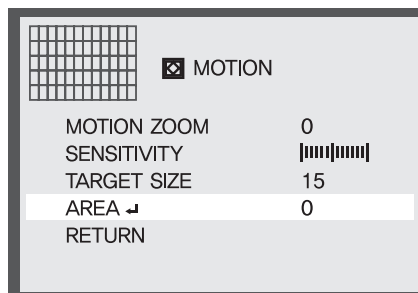 MOTION
MOTION ZOOM 0
SENSITIVITY
TARGET SIZE 15
AREA ↵ 0
RETURN